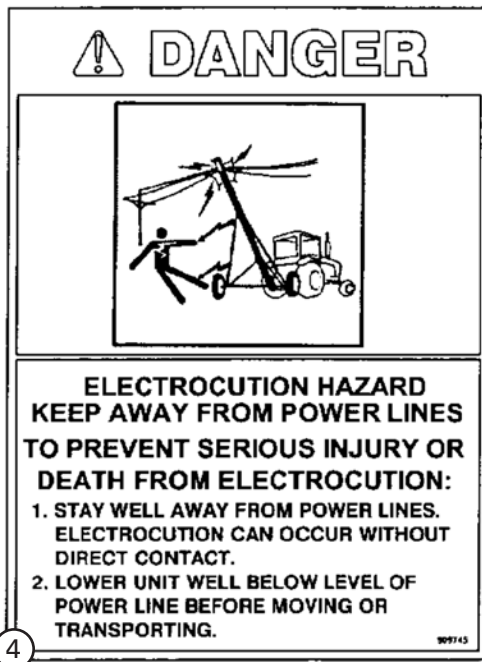 DANGER
ELECTROCUTION HAZARD
KEEP AWAY FROM POWER LINES
TO PREVENT SERIOUS INJURY OR
DEATH FROM ELECTROCUTION:
1. STAY WELL AWAY FROM POWER LINES.
ELECTROCUTION CAN OCCUR WITHOUT
DIRECT CONTACT.
2. LOWER UNIT WELL BELOW LEVEL OF
POWER LINE BEFORE MOVING OR
TRANSPORTING.
909745
4